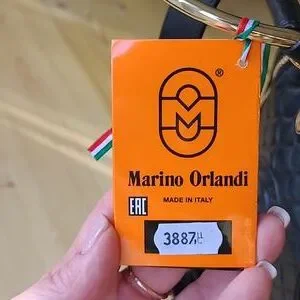 ®
Marino Orlandi
MADE IN ITALY
EAC
3887